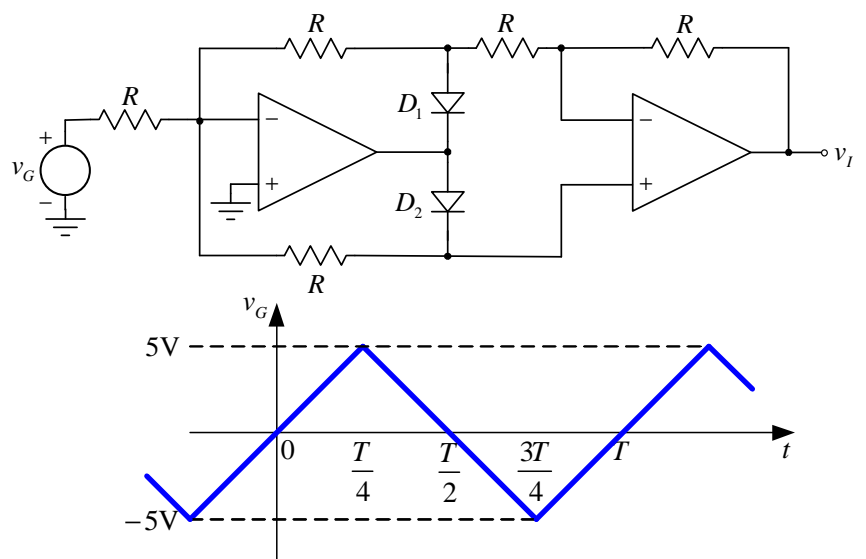 R R R
R
D₁
+ − −
v_G v_I
− + +
D₂
R
v_G
5V
0 T/4 T/2 3T/4 T t
−5V